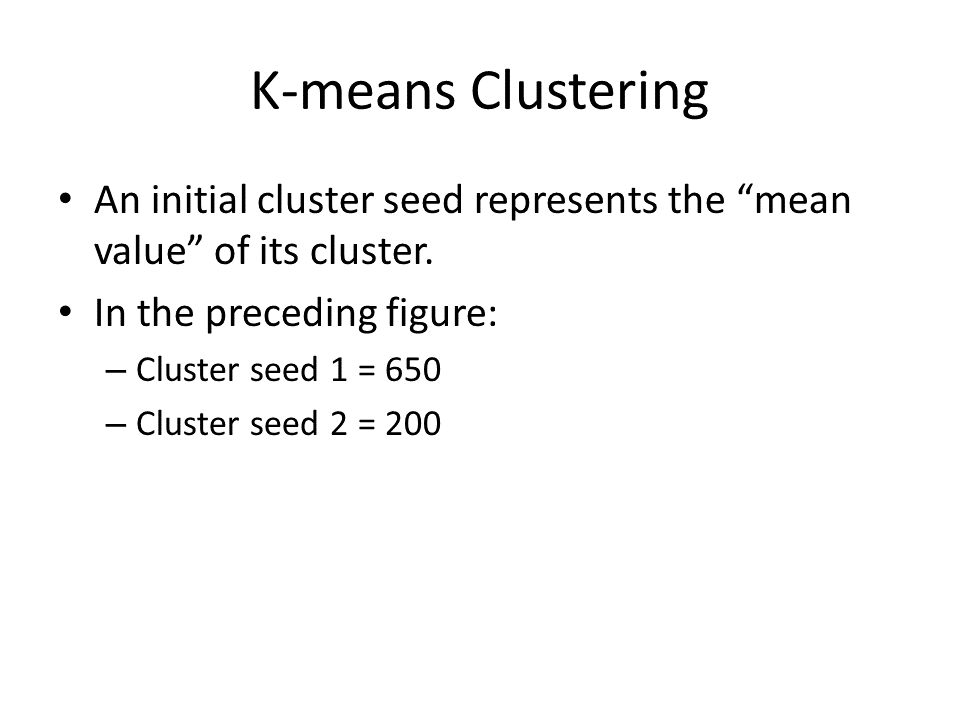 K-means Clustering
• An initial cluster seed represents the “mean
value” of its cluster.
• In the preceding figure:
– Cluster seed 1 = 650
– Cluster seed 2 = 200